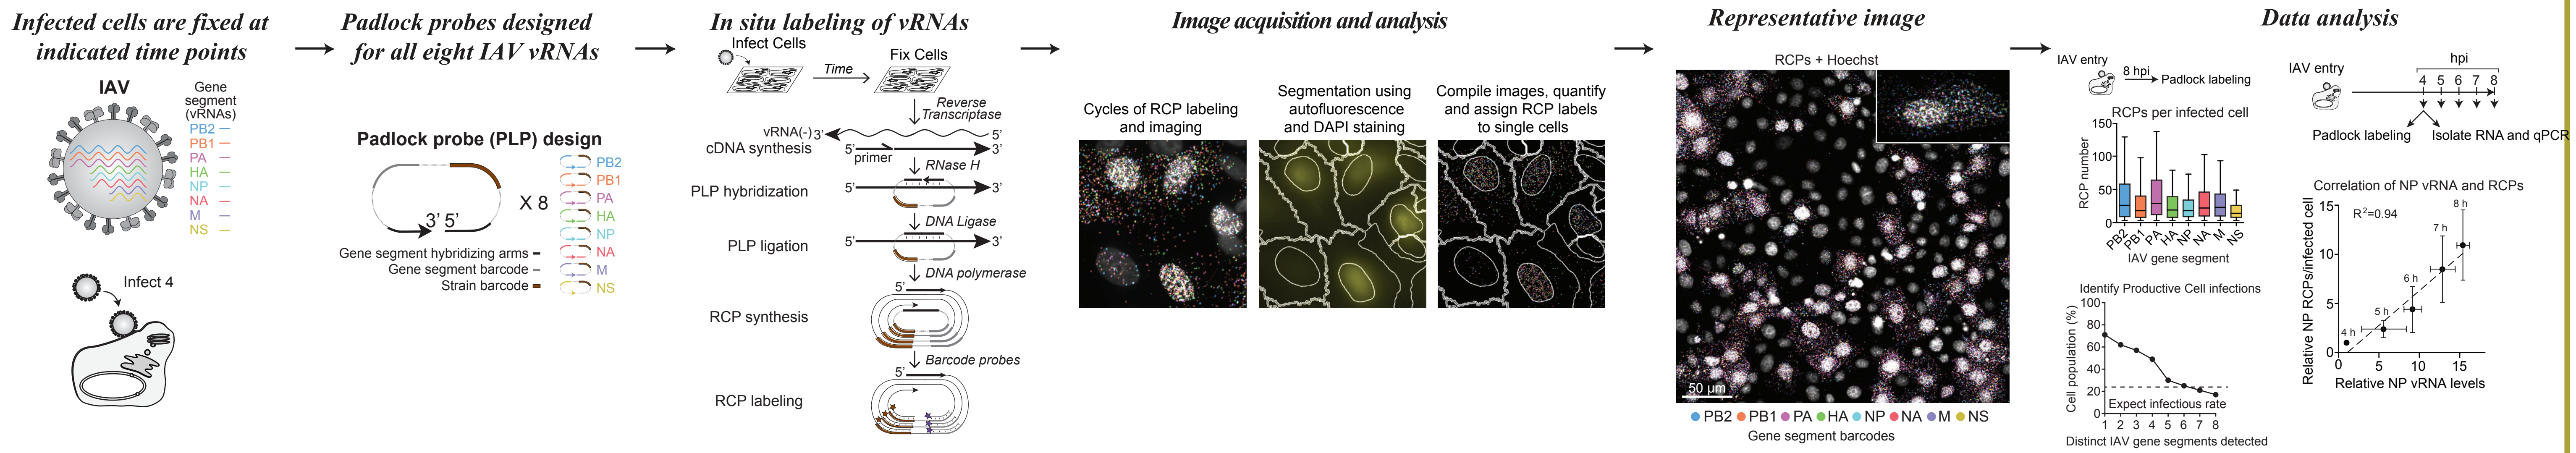 Infected cells are fixed at
indicated time points
IAV
Gene
segment
(vRNAs)
PB2
PB1
PA
HA
NP
NA
M
NS
Infect 4
Padlock probes designed
for all eight IAV vRNAs
Padlock probe (PLP) design
3' 5'
X 8
PB2
PB1
PA
HA
NP
NA
M
NS
Gene segment hybridizing arms
Gene segment barcode
Strain barcode
In situ labeling of vRNAs
Infect Cells
Time
Fix Cells
Reverse
Transcriptase
vRNA(-) 3' 5'
cDNA synthesis 5' primer 3'
RNase H
PLP hybridization 5' 3'
DNA Ligase
PLP ligation 5' 3'
DNA polymerase
5'
RCP synthesis
Barcode probes
5'
RCP labeling
Image acquisition and analysis
Cycles of RCP labeling
and imaging
Segmentation using
autofluorescence
and DAPI staining
Compile images, quantify
and assign RCP labels
to single cells
Representative image
RCPs + Hoechst
50 µm
PB2 PB1 PA HA NP NA M NS
Gene segment barcodes
Data analysis
IAV entry
8 hpi
Padlock labeling
RCPs per infected cell
RCP number
150
100
50
0
PB2 PB1 PA HA NP NA M NS
IAV gene segment
Identify Productive Cell infections
Cell population (%)
100
80
60
40
20
0
Expect infectious rate
1 2 3 4 5 6 7 8
Distinct IAV gene segments detected
IAV entry
hpi
4 5 6 7 8
Padlock labeling
Isolate RNA and qPCR
Correlation of NP vRNA and RCPs
Relative NP RCPs/infected cell
15
10
5
0
R²=0.94
4 h
5 h
6 h
7 h
8 h
0 5 10 15
Relative NP vRNA levels